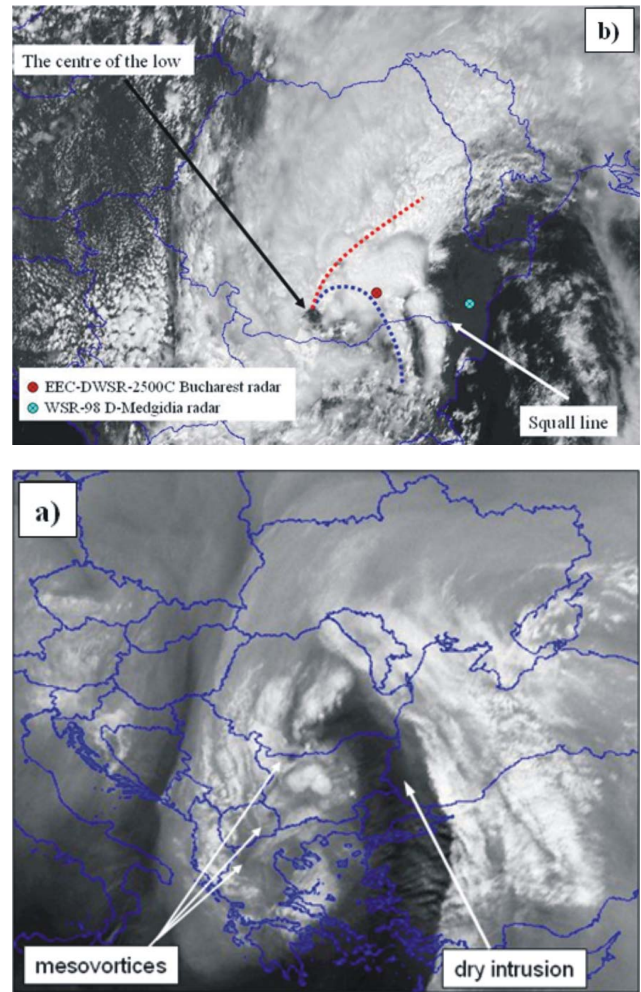 b)
The centre of the low
EEC-DWSR-2500C Bucharest radar
WSR-98 D-Medgidia radar
Squall line
a)
mesovortices
dry intrusion